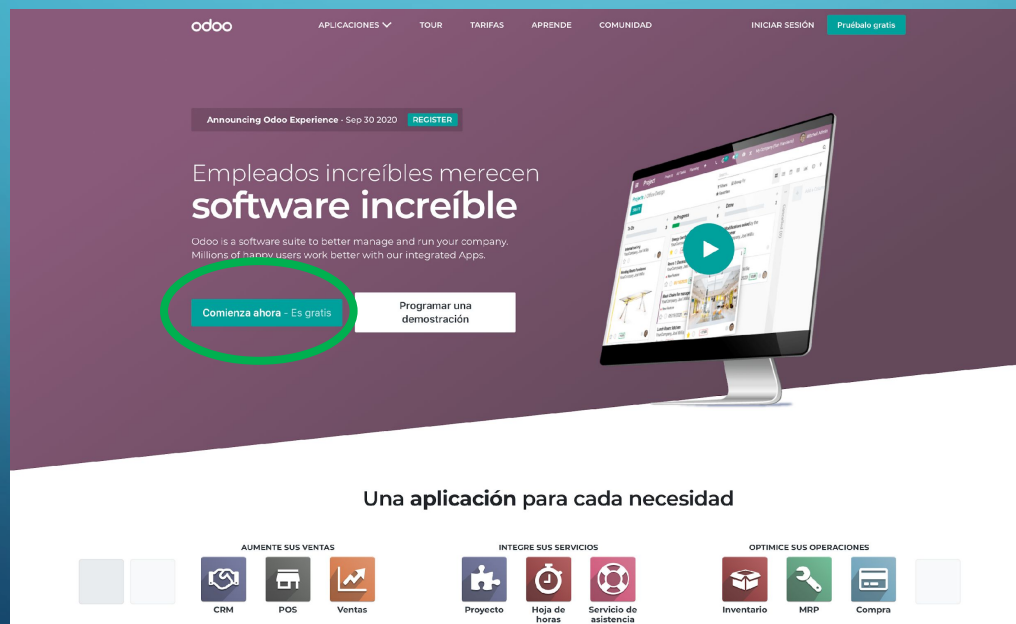 odoo
APLICACIONES
TOUR
TARIFAS
APRENDE
COMUNIDAD
INICIAR SESIÓN
Pruébalo gratis
Announcing Odoo Experience - Sep 30 2020 REGISTER
Empleados increíbles merecen
software increíble
Odoo is a software suite to better manage and run your company.
Millions of happy users work better with our integrated Apps.
Comienza ahora - Es gratis
Programar una
demostración
Project
Una aplicación para cada necesidad
AUMENTE SUS VENTAS
CRM
POS
Ventas
INTEGRE SUS SERVICIOS
Proyecto
Hoja de
horas
Servicio de
asistencia
OPTIMICE SUS OPERACIONES
Inventario
MRP
Compra